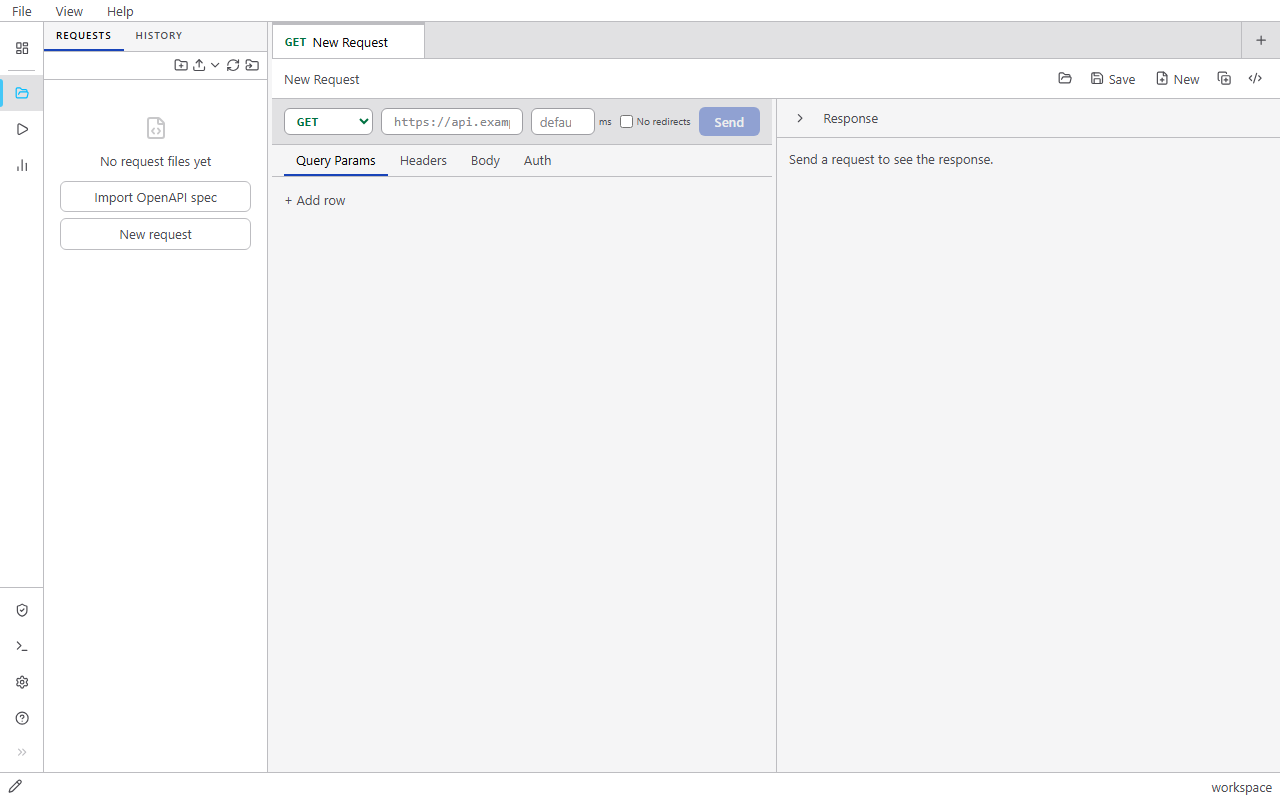 File View Help
REQUESTS HISTORY
GET New Request
New Request
Save New
GET https://api.examp defau ms No redirects Send
Response
No request files yet
Import OpenAPI spec
New request
Query Params Headers Body Auth
+ Add row
Send a request to see the response.
workspace